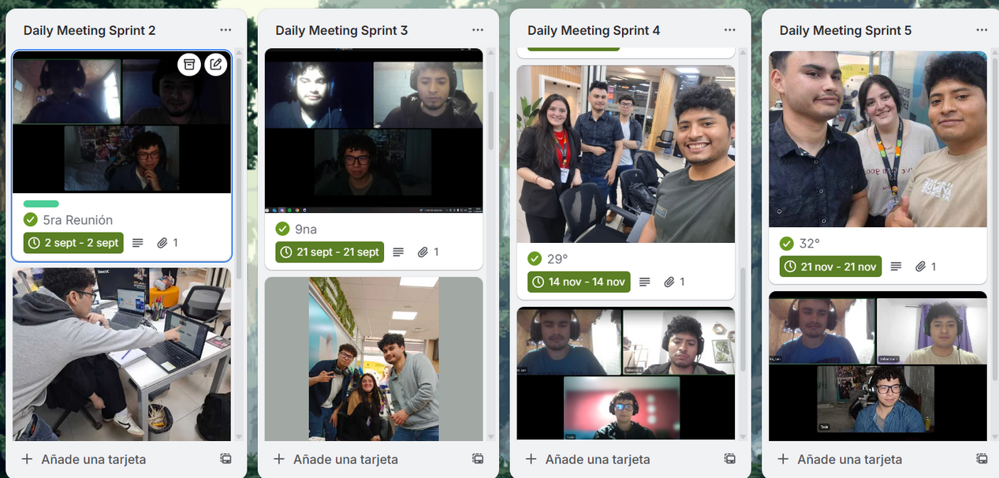 Daily Meeting Sprint 2
5ra Reunión
2 sept - 2 sept
1
Añade una tarjeta
Daily Meeting Sprint 3
9na
21 sept - 21 sept
1
Añade una tarjeta
Daily Meeting Sprint 4
29°
14 nov - 14 nov
1
Añade una tarjeta
Daily Meeting Sprint 5
32°
21 nov - 21 nov
1
Añade una tarjeta